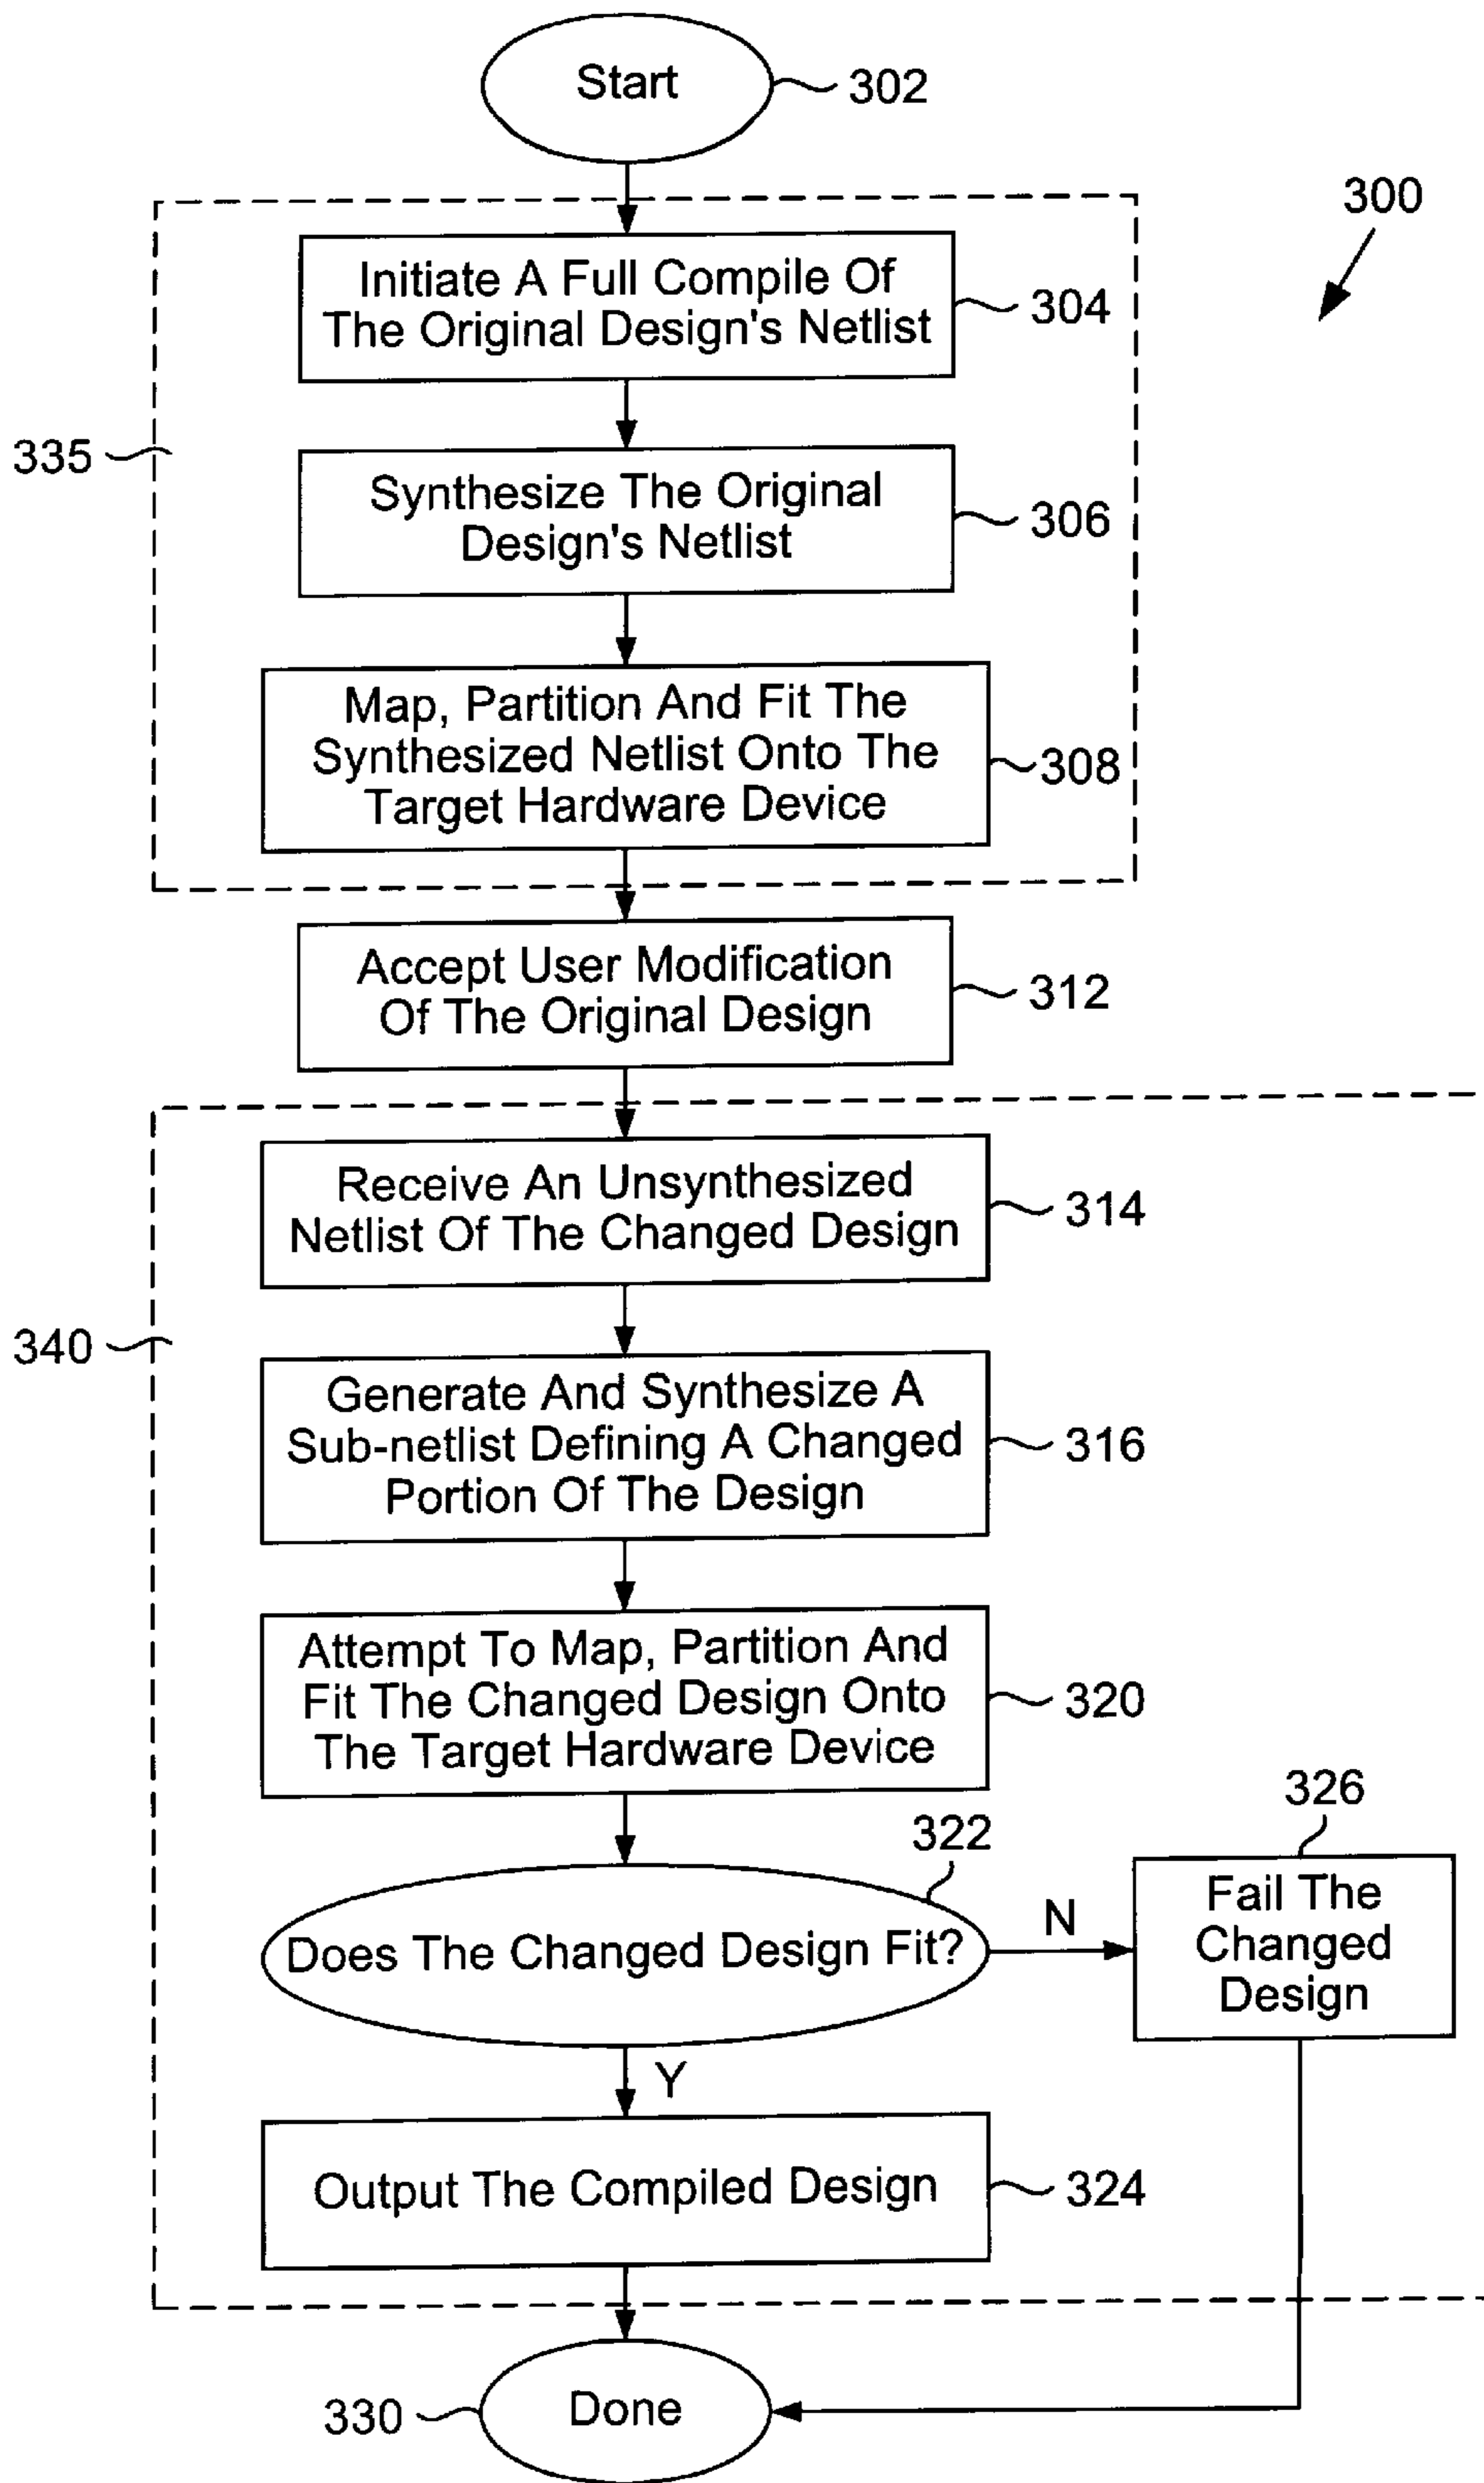 Start
302
300
Initiate A Full Compile Of
The Original Design's Netlist
304
335
Synthesize The Original
Design's Netlist
306
Map, Partition And Fit The
Synthesized Netlist Onto The
Target Hardware Device
308
Accept User Modification
Of The Original Design
312
Receive An Unsynthesized
Netlist Of The Changed Design
314
340
Generate And Synthesize A
Sub-netlist Defining A Changed
Portion Of The Design
316
Attempt To Map, Partition And
Fit The Changed Design Onto
The Target Hardware Device
320
322
Does The Changed Design Fit?
N
326
Fail The
Changed
Design
Y
Output The Compiled Design
324
330
Done